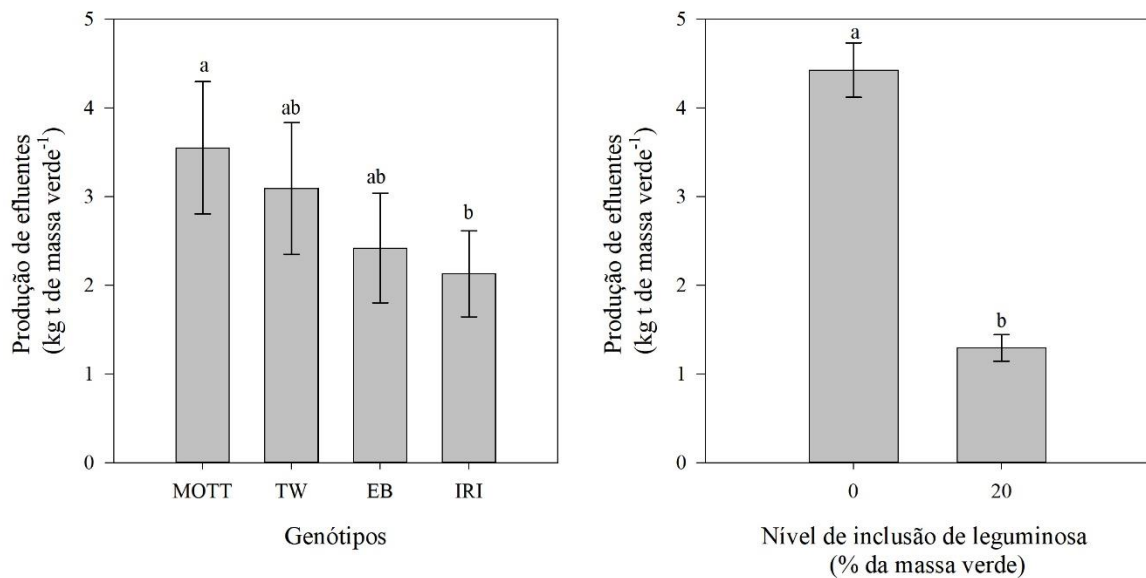 Produção de efluentes
(kg t de massa verde⁻¹)
5
4
3
2
1
0
a
ab
ab
b
MOTT TW EB IRI
Genótipos
Produção de efluentes
(kg t de massa verde⁻¹)
5
4
3
2
1
0
a
b
0 20
Nível de inclusão de leguminosa
(% da massa verde)